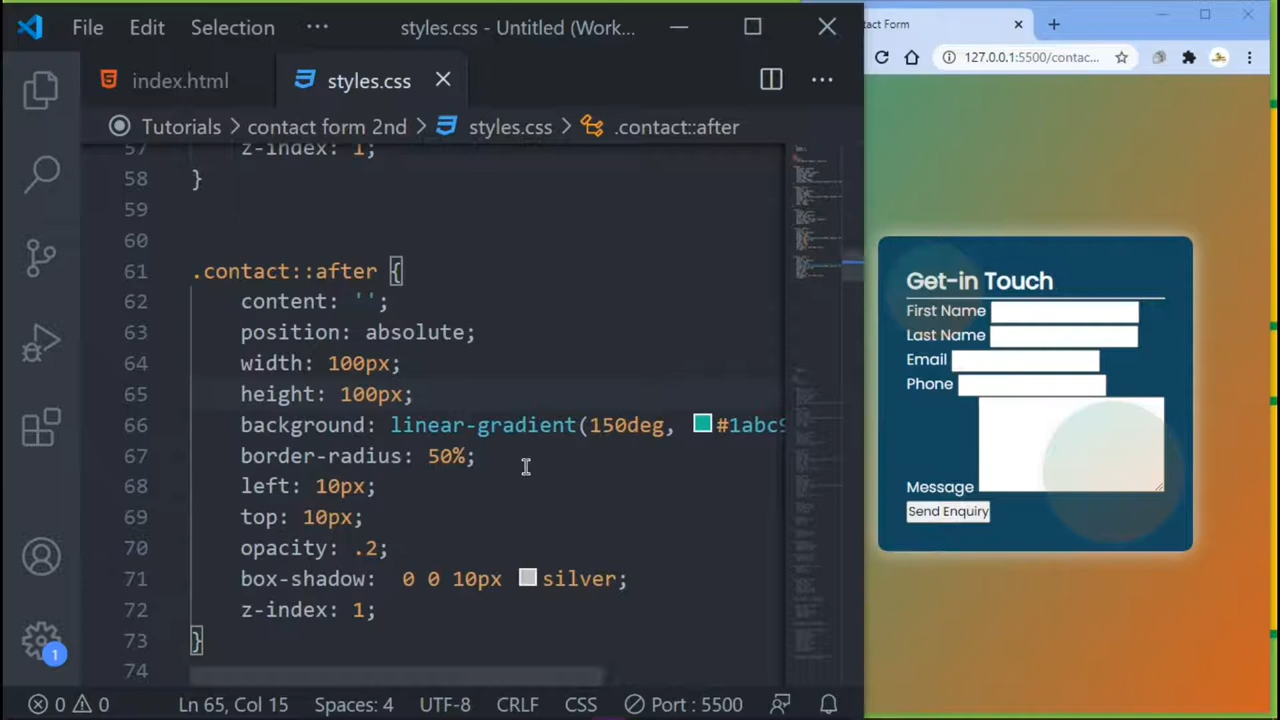 File Edit Selection ··· styles.css - Untitled (Work...
index.html styles.css
Tutorials > contact form 2nd > styles.css > .contact::after
57 z-index: 1;
58 }
59
60
61 .contact::after {
62 content: '';
63 position: absolute;
64 width: 100px;
65 height: 100px;
66 background: linear-gradient(150deg, #1abc9
67 border-radius: 50%;
68 left: 10px;
69 top: 10px;
70 opacity: .2;
71 box-shadow: 0 0 10px silver;
72 z-index: 1;
73 }
74
1
0 0 Ln 65, Col 15 Spaces: 4 UTF-8 CRLF CSS Port : 5500
tact Form
127.0.0.1:5500/contac...
Get-in Touch
First Name
Last Name
Email
Phone
Message
Send Enquiry